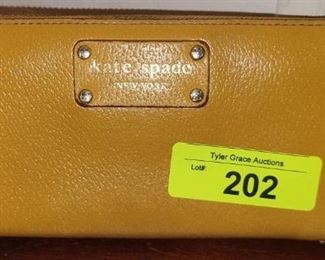 kate spade
NEW YORK
Tyler Grace Auctions
Lot#: 202